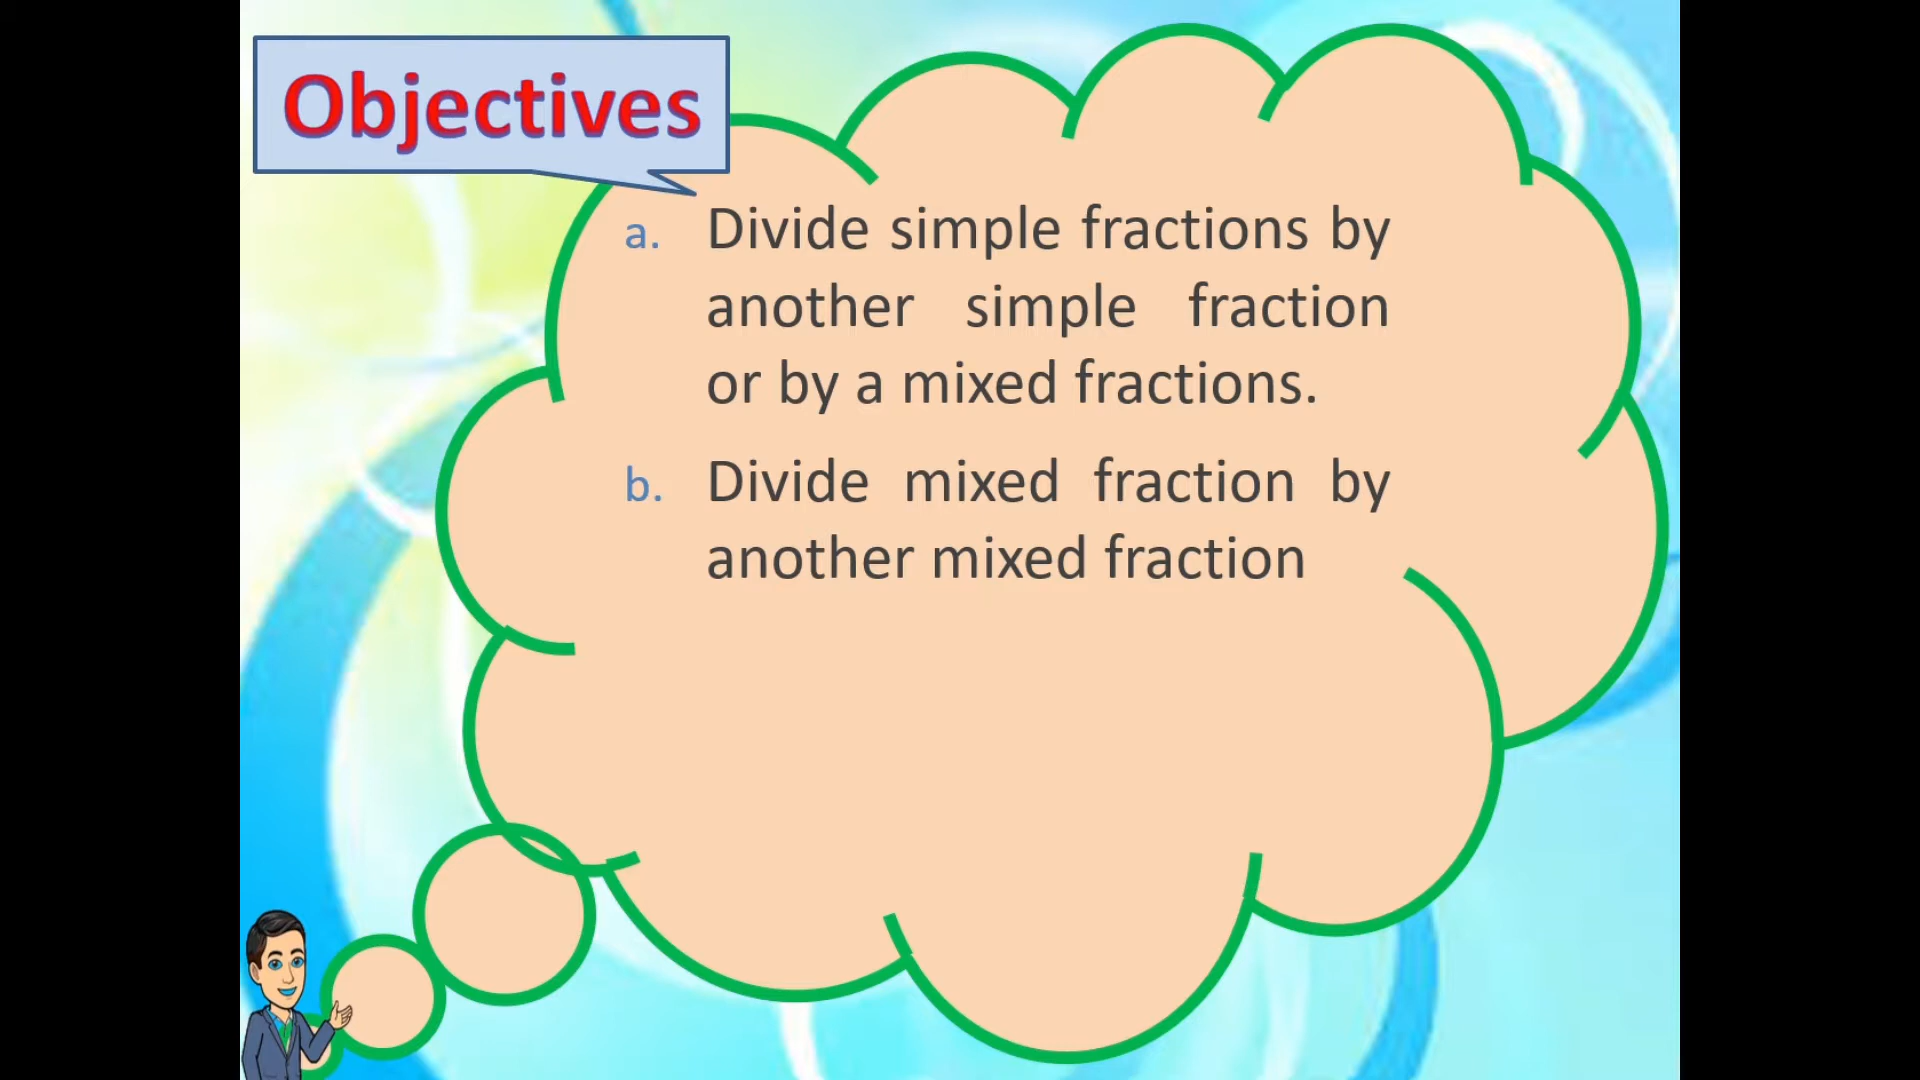 Objectives
a. Divide simple fractions by
another simple fraction
or by a mixed fractions.
b. Divide mixed fraction by
another mixed fraction